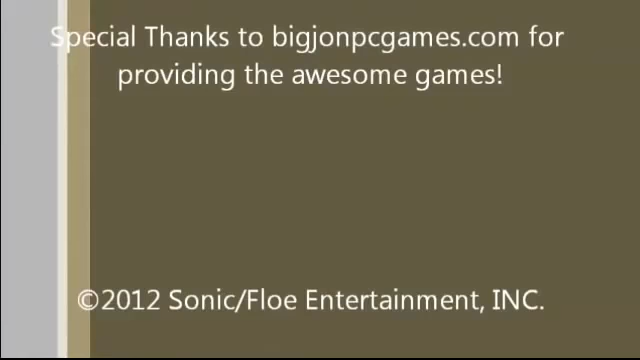 Special Thanks to bigjonpcgames.com for
providing the awesome games!
©2012 Sonic/Floe Entertainment, INC.